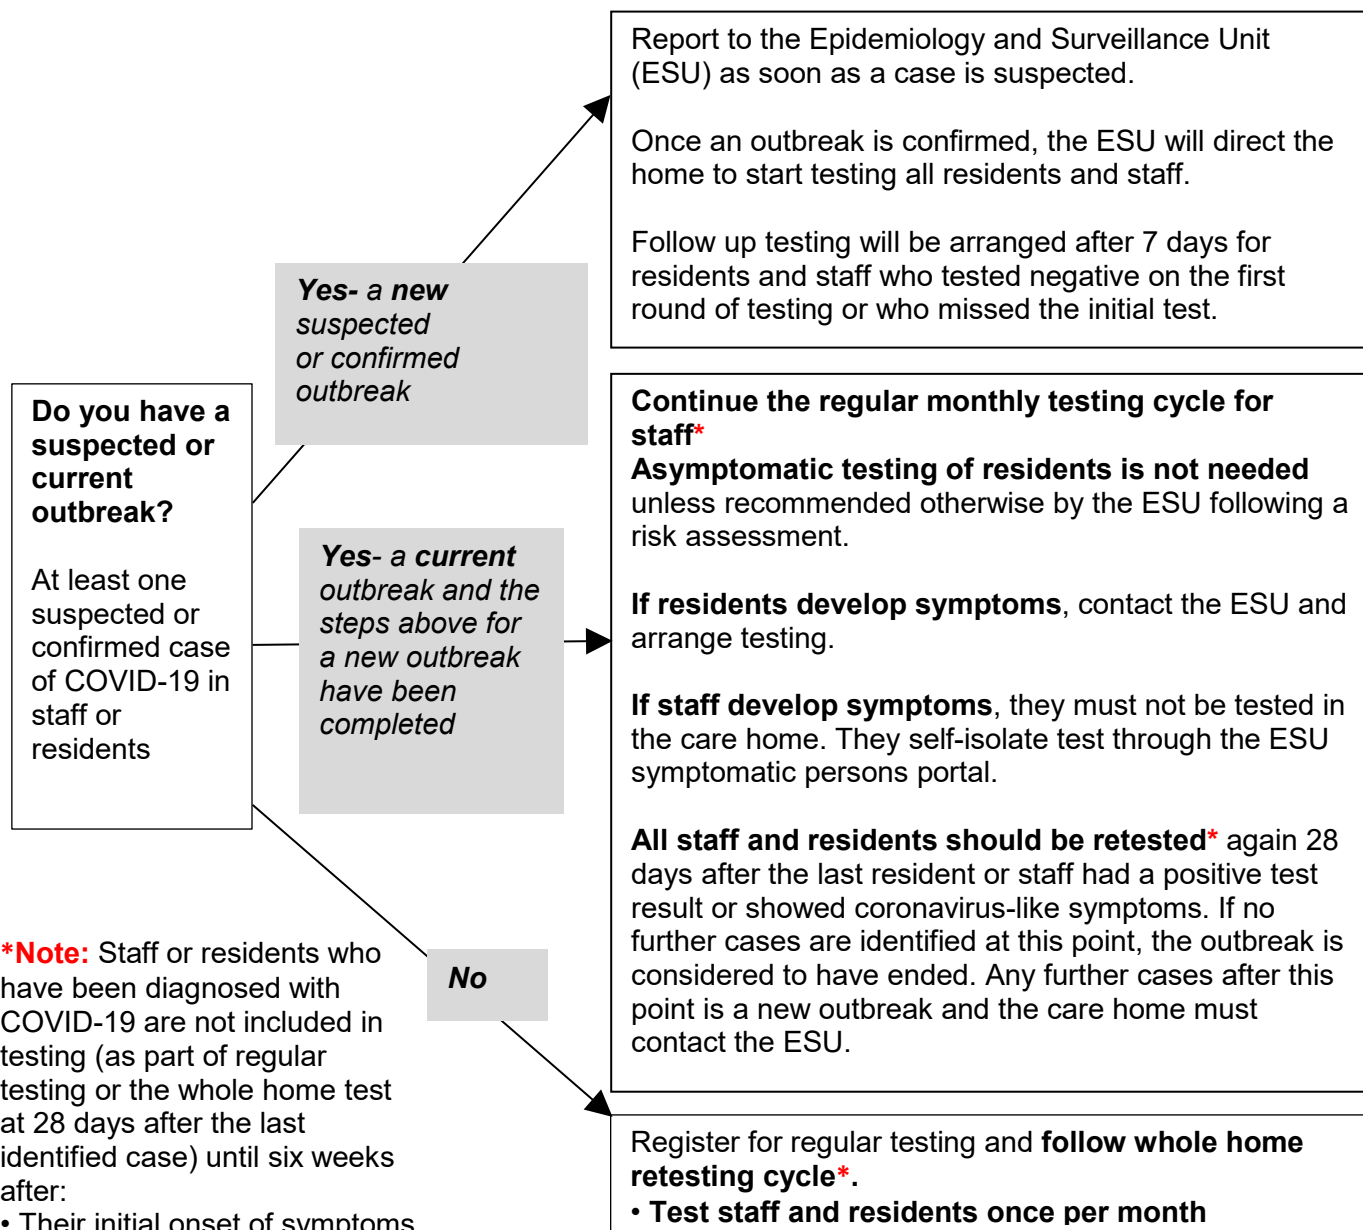 Report to the Epidemiology and Surveillance Unit
(ESU) as soon as a case is suspected.
Once an outbreak is confirmed, the ESU will direct the
home to start testing all residents and staff.
Follow up testing will be arranged after 7 days for
residents and staff who tested negative on the first
round of testing or who missed the initial test.
Yes- a new
suspected
or confirmed
outbreak
Do you have a
suspected or
current
outbreak?
At least one
suspected or
confirmed case
of COVID-19 in
staff or
residents
Yes- a current
outbreak and the
steps above for
a new outbreak
have been
completed
Continue the regular monthly testing cycle for
staff*
Asymptomatic testing of residents is not needed
unless recommended otherwise by the ESU following a
risk assessment.
If residents develop symptoms, contact the ESU and
arrange testing.
If staff develop symptoms, they must not be tested in
the care home. They self-isolate test through the ESU
symptomatic persons portal.
All staff and residents should be retested* again 28
days after the last resident or staff had a positive test
result or showed coronavirus-like symptoms. If no
further cases are identified at this point, the outbreak is
considered to have ended. Any further cases after this
point is a new outbreak and the care home must
contact the ESU.
*Note: Staff or residents who
have been diagnosed with
COVID-19 are not included in
testing (as part of regular
testing or the whole home test
at 28 days after the last
identified case) until six weeks
after:
• Their initial onset of symptoms
No
Register for regular testing and follow whole home
retesting cycle*.
• Test staff and residents once per month